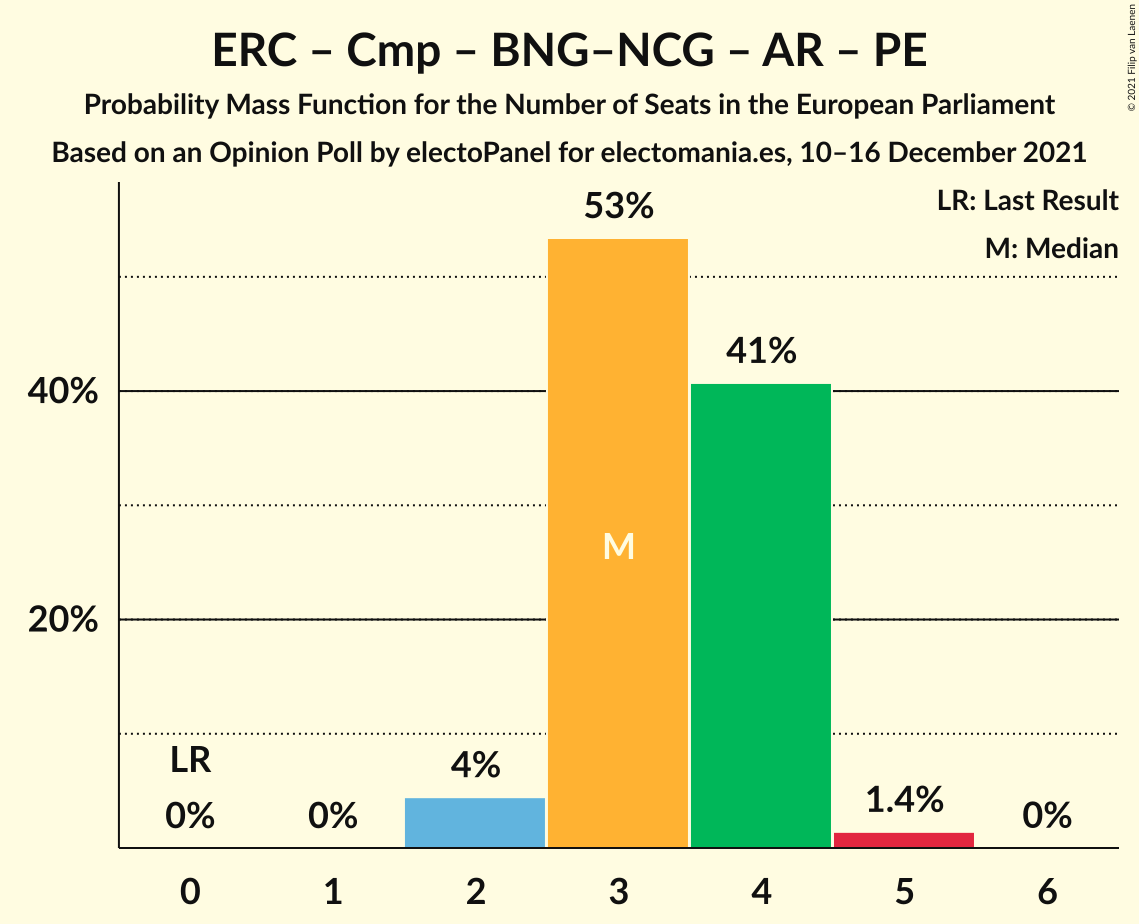 ERC – Cmp – BNG–NCG – AR – PE
Probability Mass Function for the Number of Seats in the European Parliament
Based on an Opinion Poll by electoPanel for electomania.es, 10–16 December 2021
© 2021 Filip van Laenen
LR: Last Result
M: Median
53%
41%
40%
M
20%
LR
4%
1.4%
0%
0%
0%
0 1 2 3 4 5 6